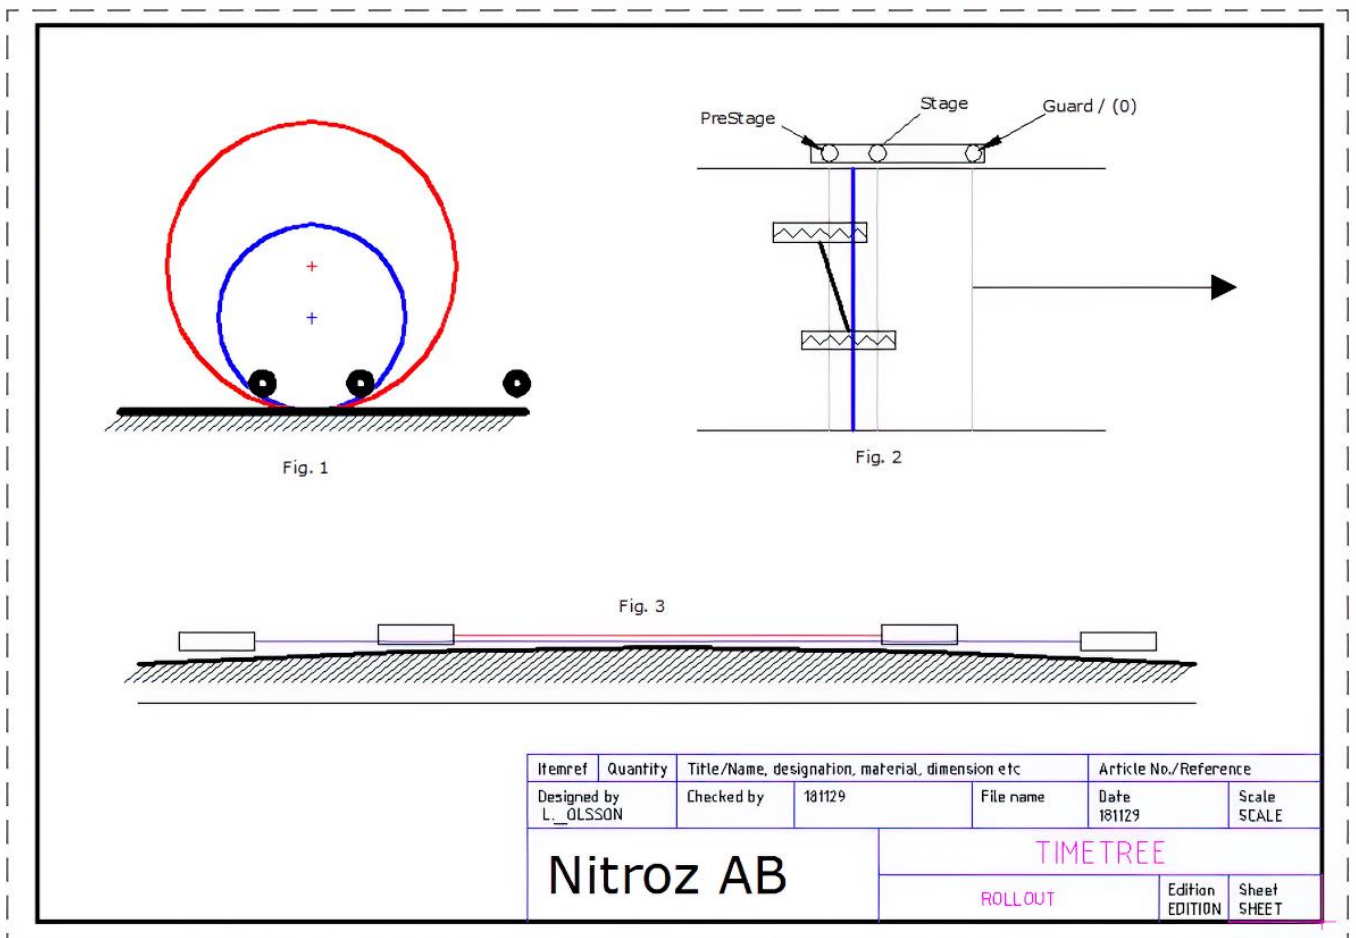 PreStage
Stage
Guard / (0)
Fig. 1
Fig. 2
Fig. 3
Itemref Quantity Title/Name, designation, material, dimension etc Article No./Reference
Designed by Checked by 181129 File name Date Scale
L._OLSSON 181129 SCALE
Nitroz AB
TIMETREE
ROLLOUT
Edition Sheet
EDITION SHEET